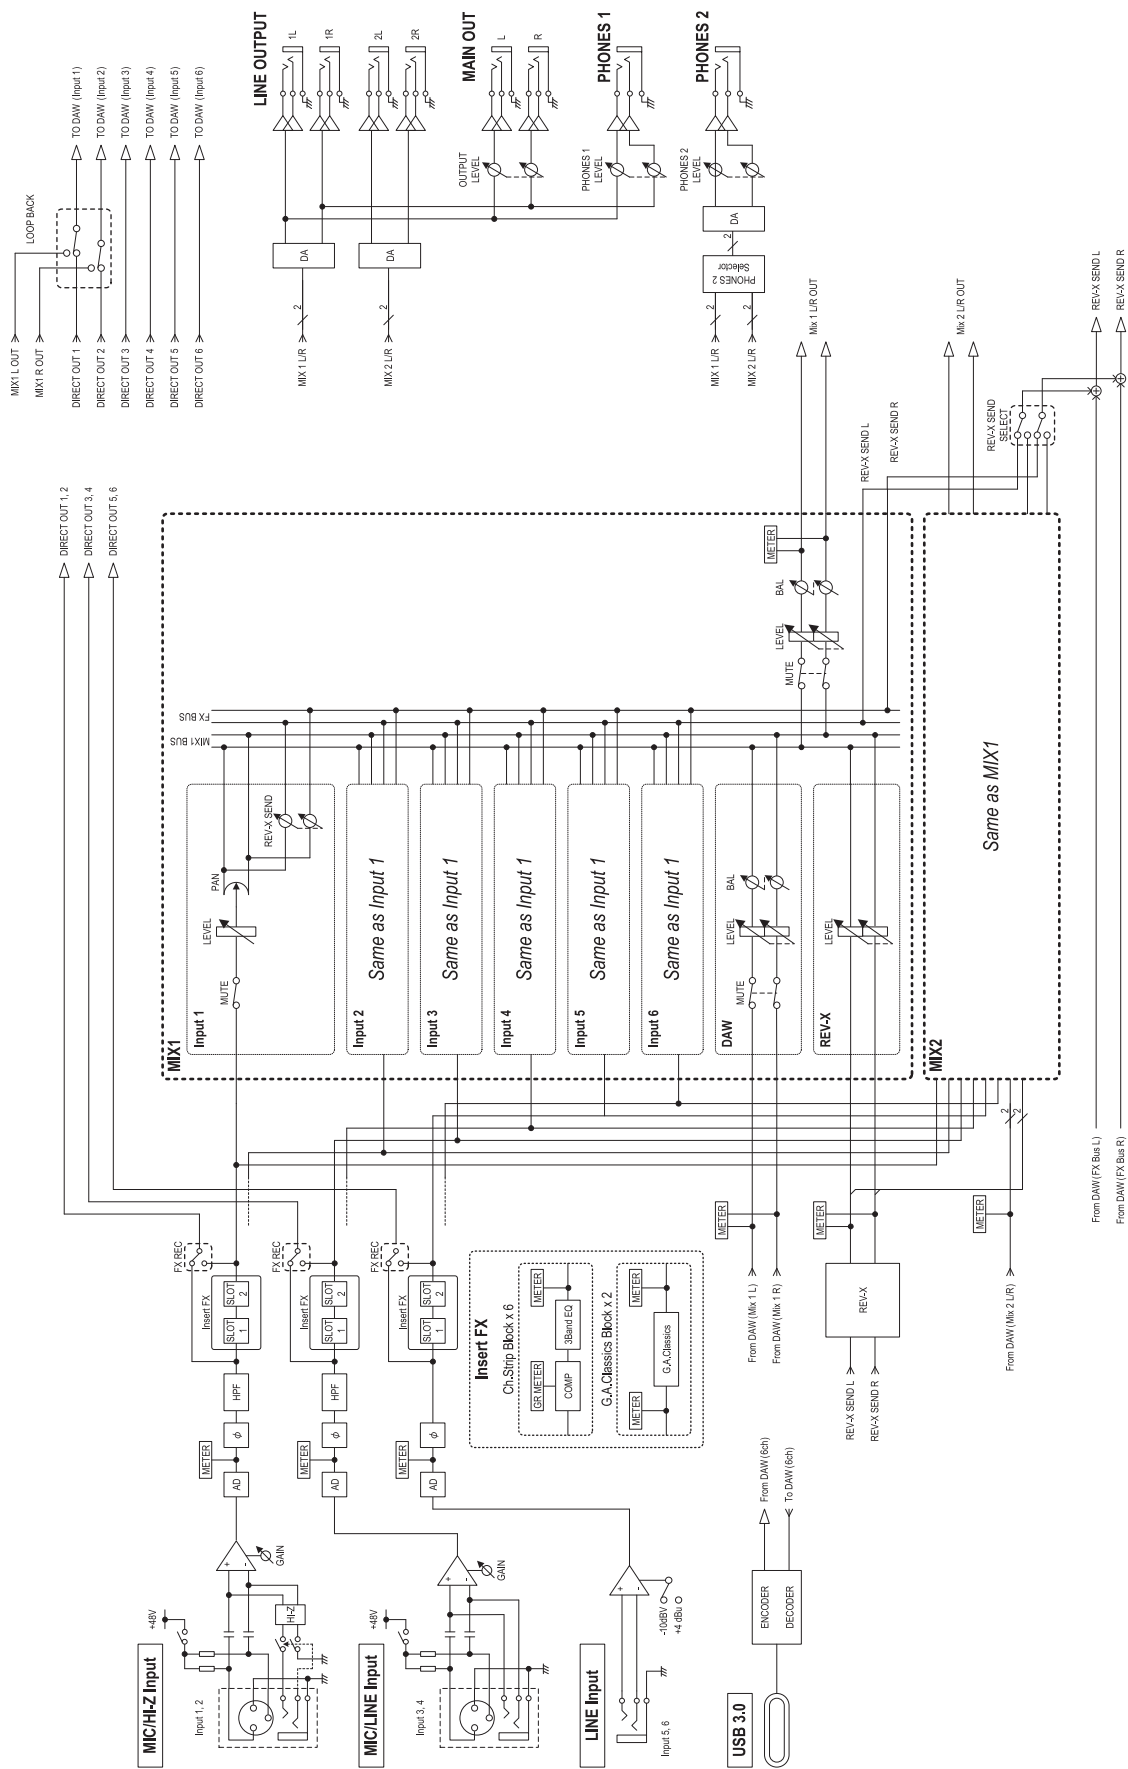 MIC/HI-Z Input
Input 1, 2
+48V
HI-Z
GAIN
+
-
AD
METER
ϕ
HPF
Insert FX
SLOT 1
SLOT 2
FX REC
DIRECT OUT 1, 2
DIRECT OUT 3, 4
DIRECT OUT 5, 6
MIC/LINE Input
Input 3, 4
+48V
GAIN
+
-
AD
METER
ϕ
HPF
Insert FX
SLOT 1
SLOT 2
FX REC
LINE Input
Input 5, 6
+
-
-10dBV
+4 dBu
AD
METER
ϕ
Insert FX
SLOT 1
SLOT 2
FX REC
Insert FX
Ch.Strip Block x 6
GR METER
COMP
3Band EQ
METER
G.A.Classics Block x 2
METER
G.A.Classics
METER
USB 3.0
ENCODER
DECODER
From DAW (6ch)
To DAW (6ch)
MIX1
Input 1
MUTE
LEVEL
PAN
REV-X SEND
MIX1 BUS
FX BUS
Input 2
Same as Input 1
Input 3
Same as Input 1
Input 4
Same as Input 1
Input 5
Same as Input 1
Input 6
Same as Input 1
DAW
MUTE
LEVEL
BAL
REV-X
LEVEL
MUTE
LEVEL
BAL
METER
Mix 1 L/R OUT
REV-X SEND L
REV-X SEND R
From DAW (Mix 1 L)
From DAW (Mix 1 R)
METER
REV-X SEND L
REV-X SEND R
REV-X
METER
From DAW (Mix 2 L/R)
METER
2
2
MIX2
Same as MIX1
Mix 2 L/R OUT
REV-X SEND
SELECT
From DAW (FX Bus L)
From DAW (FX Bus R)
REV-X SEND L
REV-X SEND R
MIX1 L OUT
MIX1 R OUT
LOOP BACK
DIRECT OUT 1
TO DAW (Input 1)
DIRECT OUT 2
TO DAW (Input 2)
DIRECT OUT 3
TO DAW (Input 3)
DIRECT OUT 4
TO DAW (Input 4)
DIRECT OUT 5
TO DAW (Input 5)
DIRECT OUT 6
TO DAW (Input 6)
MIX 1 L/R
2
DA
MIX 2 L/R
2
DA
LINE OUTPUT
1L
1R
2L
2R
MAIN OUT
OUTPUT
LEVEL
L
R
PHONES 1
PHONES 1
LEVEL
PHONES 2
PHONES 2
LEVEL
MIX 1 L/R
2
MIX 2 L/R
2
PHONES 2
Selector
2
DA